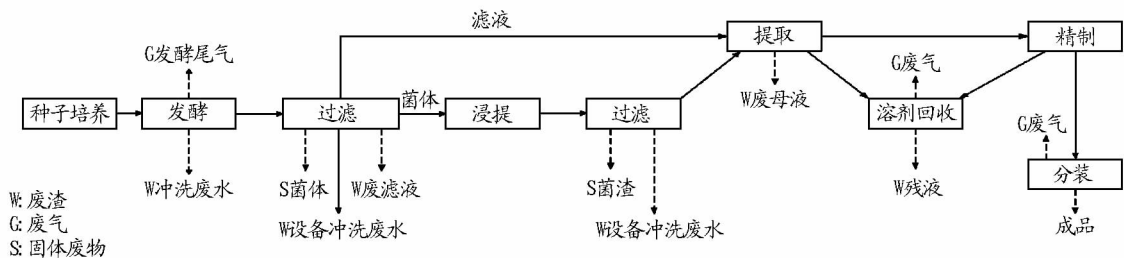 滤液
提取
精制
G发酵尾气
G废气
W废母液
菌体
种子培养
发酵
过滤
浸提
过滤
溶剂回收
G废气
分装
W冲洗废水
S菌体
W废滤液
S菌渣
W残液
W设备冲洗废水
W设备冲洗废水
成品
W:废渣
G:废气
S:固体废物